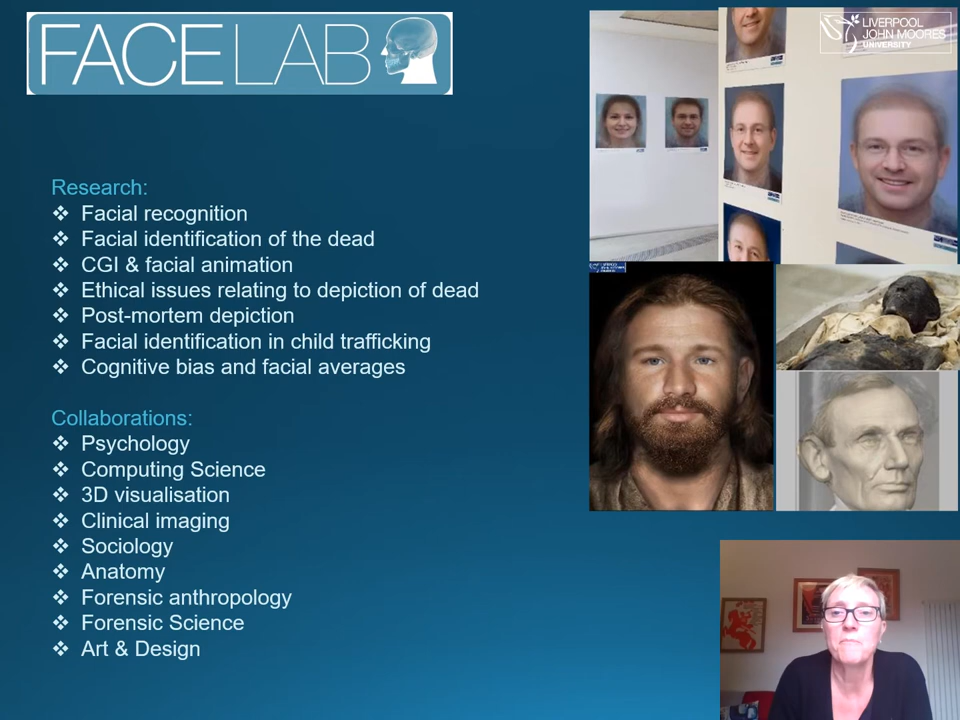 FACE LAB
LIVERPOOL
JOHN MOORES
UNIVERSITY
Research:
❖ Facial recognition
❖ Facial identification of the dead
❖ CGI & facial animation
❖ Ethical issues relating to depiction of dead
❖ Post-mortem depiction
❖ Facial identification in child trafficking
❖ Cognitive bias and facial averages
Collaborations:
❖ Psychology
❖ Computing Science
❖ 3D visualisation
❖ Clinical imaging
❖ Sociology
❖ Anatomy
❖ Forensic anthropology
❖ Forensic Science
❖ Art & Design